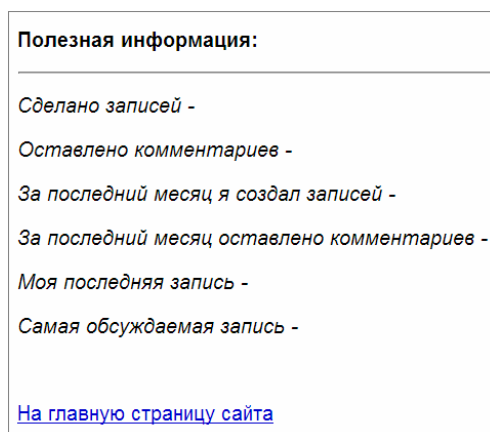 Полезная информация:
Сделано записей -
Оставлено комментариев -
За последний месяц я создал записей -
За последний месяц оставлено комментариев -
Моя последняя запись -
Самая обсуждаемая запись -
На главную страницу сайта